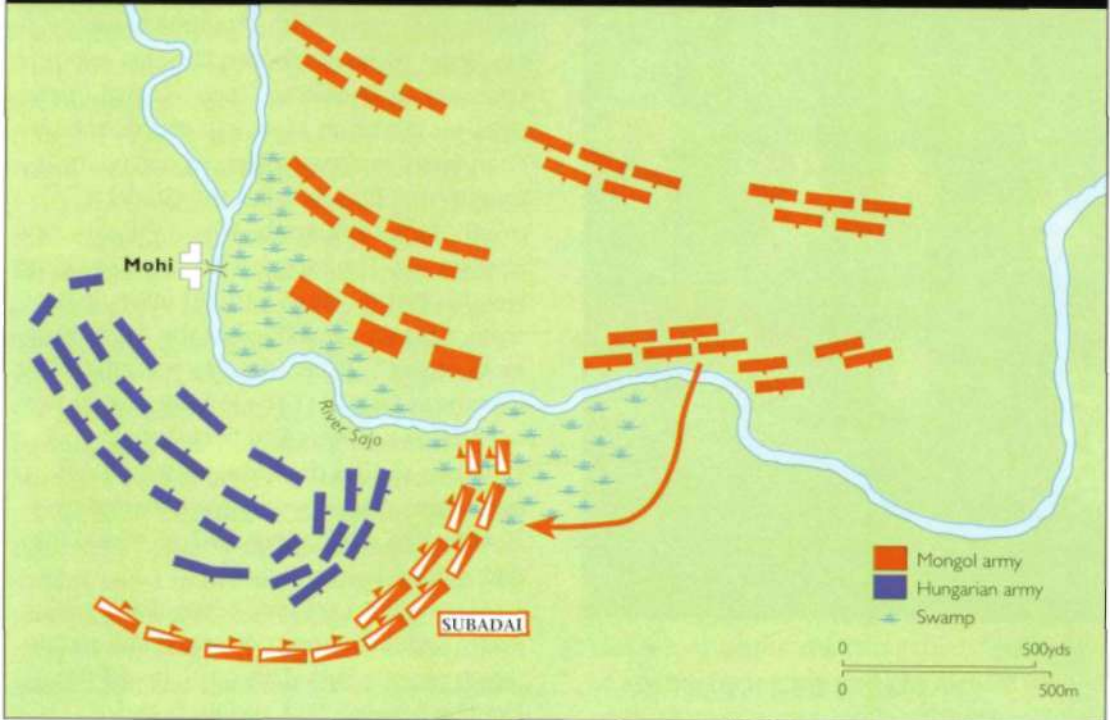 Mohi
River Sajo
SUBADAI
Mongol army
Hungarian army
Swamp
0 500yds
0 500m